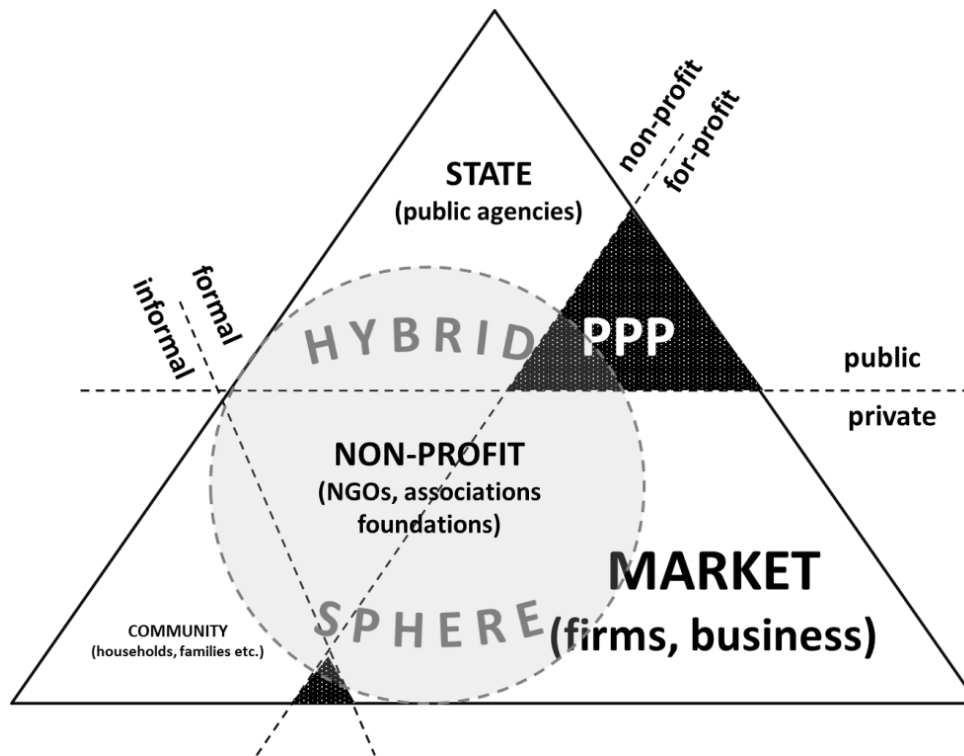 non-profit
for-profit
STATE
(public agencies)
formal
informal
HYBRID
PPP
public
private
NON-PROFIT
(NGOs, associations
foundations)
MARKET
(firms, business)
SPHERE
COMMUNITY
(households, families etc.)